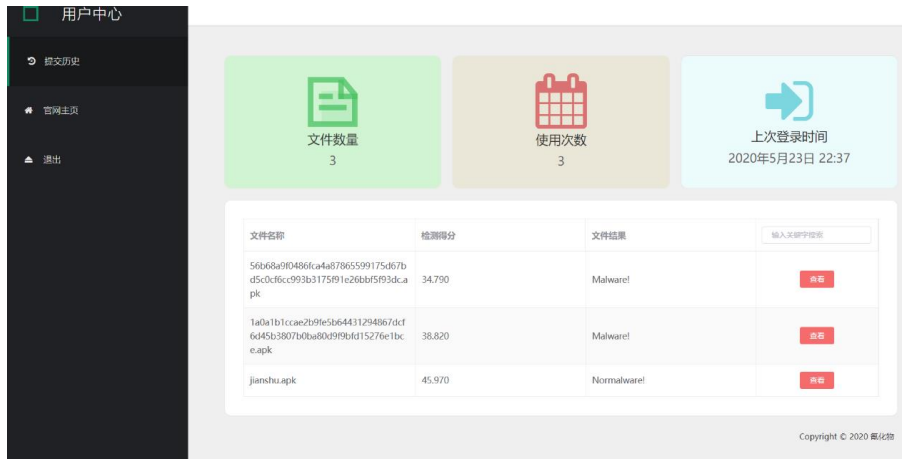 用户中心
提交历史
官网主页
退出
文件数量
3
使用次数
3
上次登录时间
2020年5月23日 22:37
文件名称 检测得分 文件结果 输入关键字搜索
56b68a9f0486fca4a87865599175d67b
d5c0cf6cc993b3175f91e26bbf5f93dc.a
pk
34.790 Malware! 查看
1a0a1b1ccae2b9fe5b64431294867dcf
6d45b3807b0ba80d9f9bfd15276e1bc
e.apk
38.820 Malware! 查看
jianshu.apk 45.970 Normalware! 查看
Copyright © 2020 氰化物